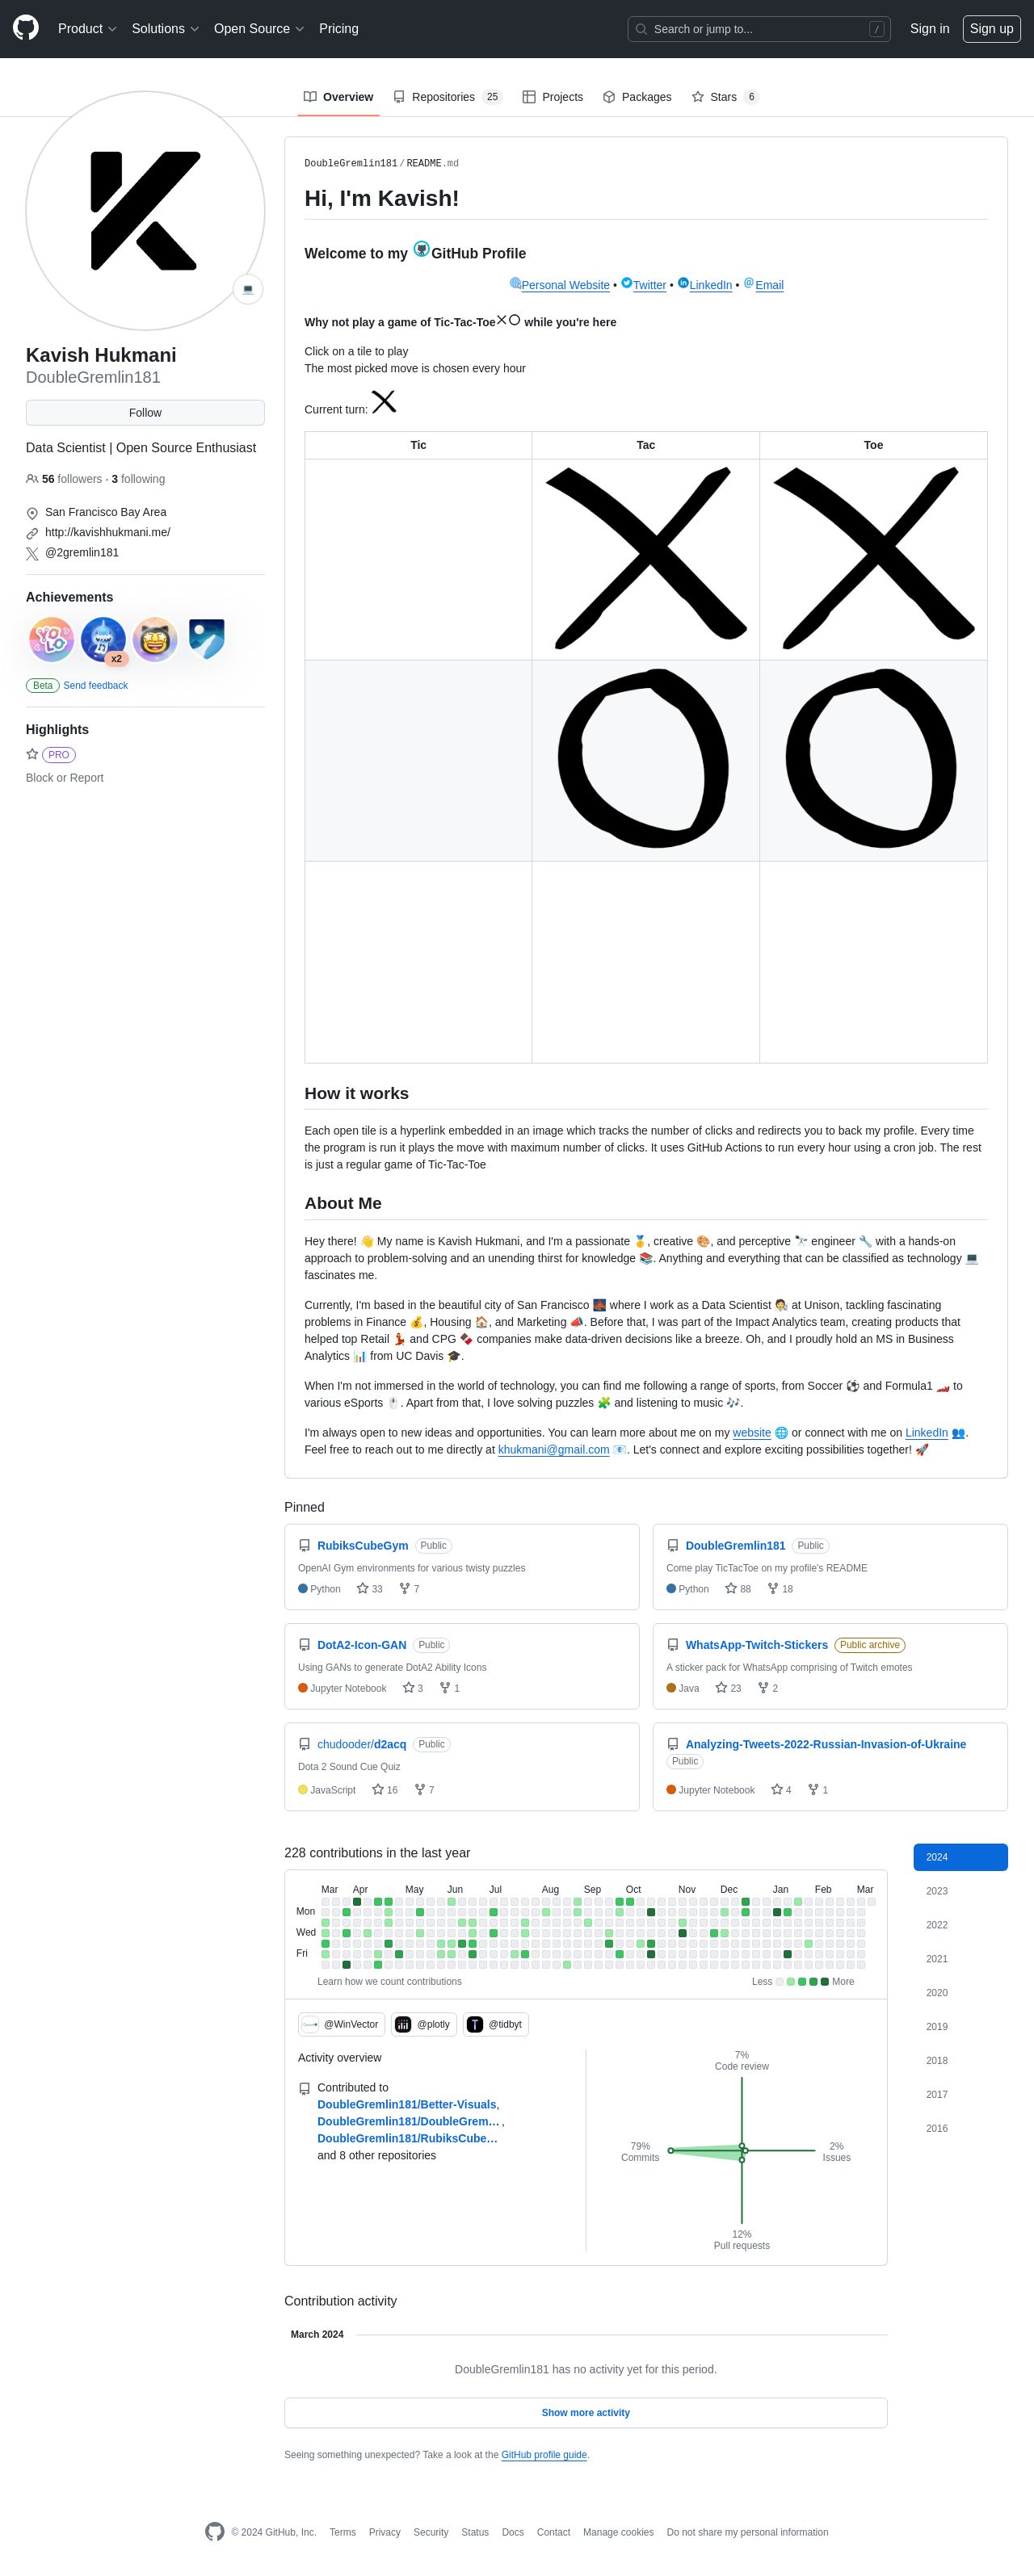 Product Solutions Open Source Pricing Search or jump to... / Sign in Sign up
Overview Repositories 25 Projects Packages Stars 6
Kavish Hukmani
DoubleGremlin181
Follow
Data Scientist | Open Source Enthusiast
56 followers · 3 following
San Francisco Bay Area
http://kavishhukmani.me/
@2gremlin181
Achievements
YOLO
x2
Beta Send feedback
Highlights
PRO
Block or Report
DoubleGremlin181/README.md
Hi, I'm Kavish!
Welcome to my GitHub Profile
Personal Website • Twitter • LinkedIn • @Email
Why not play a game of Tic-Tac-Toe while you're here
Click on a tile to play
The most picked move is chosen every hour
Current turn:
Tic Tac Toe
How it works
Each open tile is a hyperlink embedded in an image which tracks the number of clicks and redirects you to back my profile. Every time
the program is run it plays the move with maximum number of clicks. It uses GitHub Actions to run every hour using a cron job. The rest
is just a regular game of Tic-Tac-Toe
About Me
Hey there! 👋 My name is Kavish Hukmani, and I'm a passionate 🥇, creative 🎨, and perceptive 🔭 engineer 🔧 with a hands-on
approach to problem-solving and an unending thirst for knowledge 📚. Anything and everything that can be classified as technology 💻
fascinates me.
Currently, I'm based in the beautiful city of San Francisco 🌉 where I work as a Data Scientist 🧑‍🔬 at Unison, tackling fascinating
problems in Finance 💰, Housing 🏠, and Marketing 📣. Before that, I was part of the Impact Analytics team, creating products that
helped top Retail 💃 and CPG 🍫 companies make data-driven decisions like a breeze. Oh, and I proudly hold an MS in Business
Analytics 📊 from UC Davis 🎓.
When I'm not immersed in the world of technology, you can find me following a range of sports, from Soccer ⚽ and Formula1 🏎️ to
various eSports 🖱️. Apart from that, I love solving puzzles 🧩 and listening to music 🎶.
I'm always open to new ideas and opportunities. You can learn more about me on my website 🌐 or connect with me on LinkedIn 👥.
Feel free to reach out to me directly at khukmani@gmail.com 📧. Let's connect and explore exciting possibilities together! 🚀
Pinned
RubiksCubeGym Public
OpenAI Gym environments for various twisty puzzles
Python 33 7
DoubleGremlin181 Public
Come play TicTacToe on my profile's README
Python 88 18
DotA2-Icon-GAN Public
Using GANs to generate DotA2 Ability Icons
Jupyter Notebook 3 1
WhatsApp-Twitch-Stickers Public archive
A sticker pack for WhatsApp comprising of Twitch emotes
Java 23 2
chudooder/d2acq Public
Dota 2 Sound Cue Quiz
JavaScript 16 7
Analyzing-Tweets-2022-Russian-Invasion-of-Ukraine
Public
Jupyter Notebook 4 1
228 contributions in the last year
Mar Apr May Jun Jul Aug Sep Oct Nov Dec Jan Feb Mar
Mon
Wed
Fri
Learn how we count contributions Less More
2024
2023
2022
2021
2020
2019
2018
2017
2016
@WinVector @plotly @tidbyt
Activity overview
Contributed to
DoubleGremlin181/Better-Visuals,
DoubleGremlin181/DoubleGrem… ,
DoubleGremlin181/RubiksCube…
and 8 other repositories
7%
Code review
79%
Commits
2%
Issues
12%
Pull requests
Contribution activity
March 2024
DoubleGremlin181 has no activity yet for this period.
Show more activity
Seeing something unexpected? Take a look at the GitHub profile guide.
© 2024 GitHub, Inc. Terms Privacy Security Status Docs Contact Manage cookies Do not share my personal information